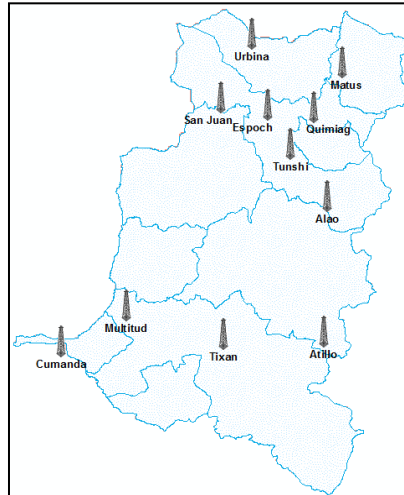 Urbina
Matus
San Juan
Espoch
Quimiag
Tunshi
Alao
Multitud
Atillo
Tixan
Cumanda